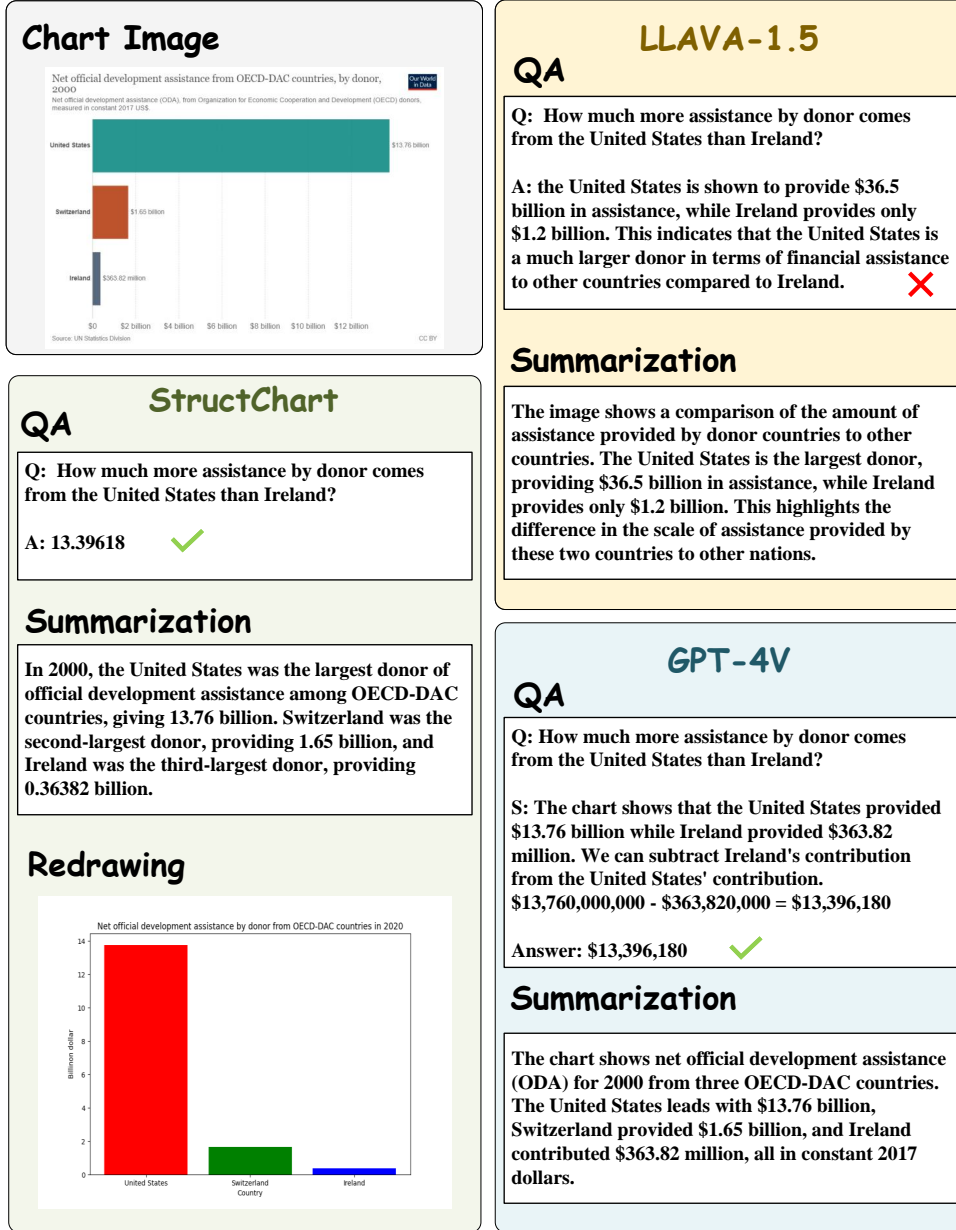 Chart Image
Net official development assistance from OECD-DAC countries, by donor,
2000
Our World
in Data
Net official development assistance (ODA), from Organization for Economic Cooperation and Development (OECD) donors,
measured in constant 2017 US$.
United States
$13.76 billion
Switzerland
$1.65 billion
Ireland
$363.82 million
$0 $2 billion $4 billion $6 billion $8 billion $10 billion $12 billion
Source: UN Statistics Division
CC BY
StructChart
QA
Q: How much more assistance by donor comes
from the United States than Ireland?
A: 13.39618
Summarization
In 2000, the United States was the largest donor of
official development assistance among OECD-DAC
countries, giving 13.76 billion. Switzerland was the
second-largest donor, providing 1.65 billion, and
Ireland was the third-largest donor, providing
0.36382 billion.
Redrawing
Net official development assistance by donor from OECD-DAC countries in 2020
14
12
10
8
6
4
2
0
Billinon dollar
United States Switzerland Ireland
Country
LLAVA-1.5
QA
Q: How much more assistance by donor comes
from the United States than Ireland?
A: the United States is shown to provide $36.5
billion in assistance, while Ireland provides only
$1.2 billion. This indicates that the United States is
a much larger donor in terms of financial assistance
to other countries compared to Ireland.
Summarization
The image shows a comparison of the amount of
assistance provided by donor countries to other
countries. The United States is the largest donor,
providing $36.5 billion in assistance, while Ireland
provides only $1.2 billion. This highlights the
difference in the scale of assistance provided by
these two countries to other nations.
GPT-4V
QA
Q: How much more assistance by donor comes
from the United States than Ireland?
S: The chart shows that the United States provided
$13.76 billion while Ireland provided $363.82
million. We can subtract Ireland's contribution
from the United States' contribution.
$13,760,000,000 - $363,820,000 = $13,396,180
Answer: $13,396,180
Summarization
The chart shows net official development assistance
(ODA) for 2000 from three OECD-DAC countries.
The United States leads with $13.76 billion,
Switzerland provided $1.65 billion, and Ireland
contributed $363.82 million, all in constant 2017
dollars.